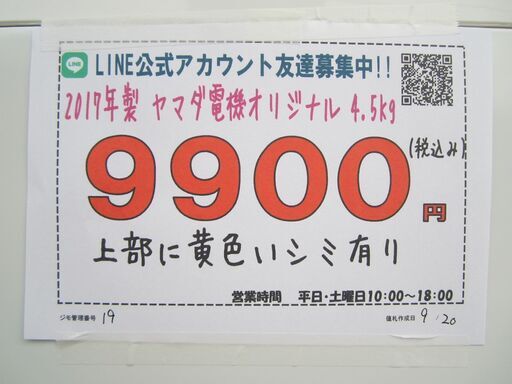 LINE公式アカウント友達募集中!!
2017年製 ヤマダ電機オリジナル 4.5kg
9900円 (税込み)
上部に黄色いシミ有り
営業時間 平日・土曜日10:00～18:00
ジモ管理番号 19 値札作成日 9/20